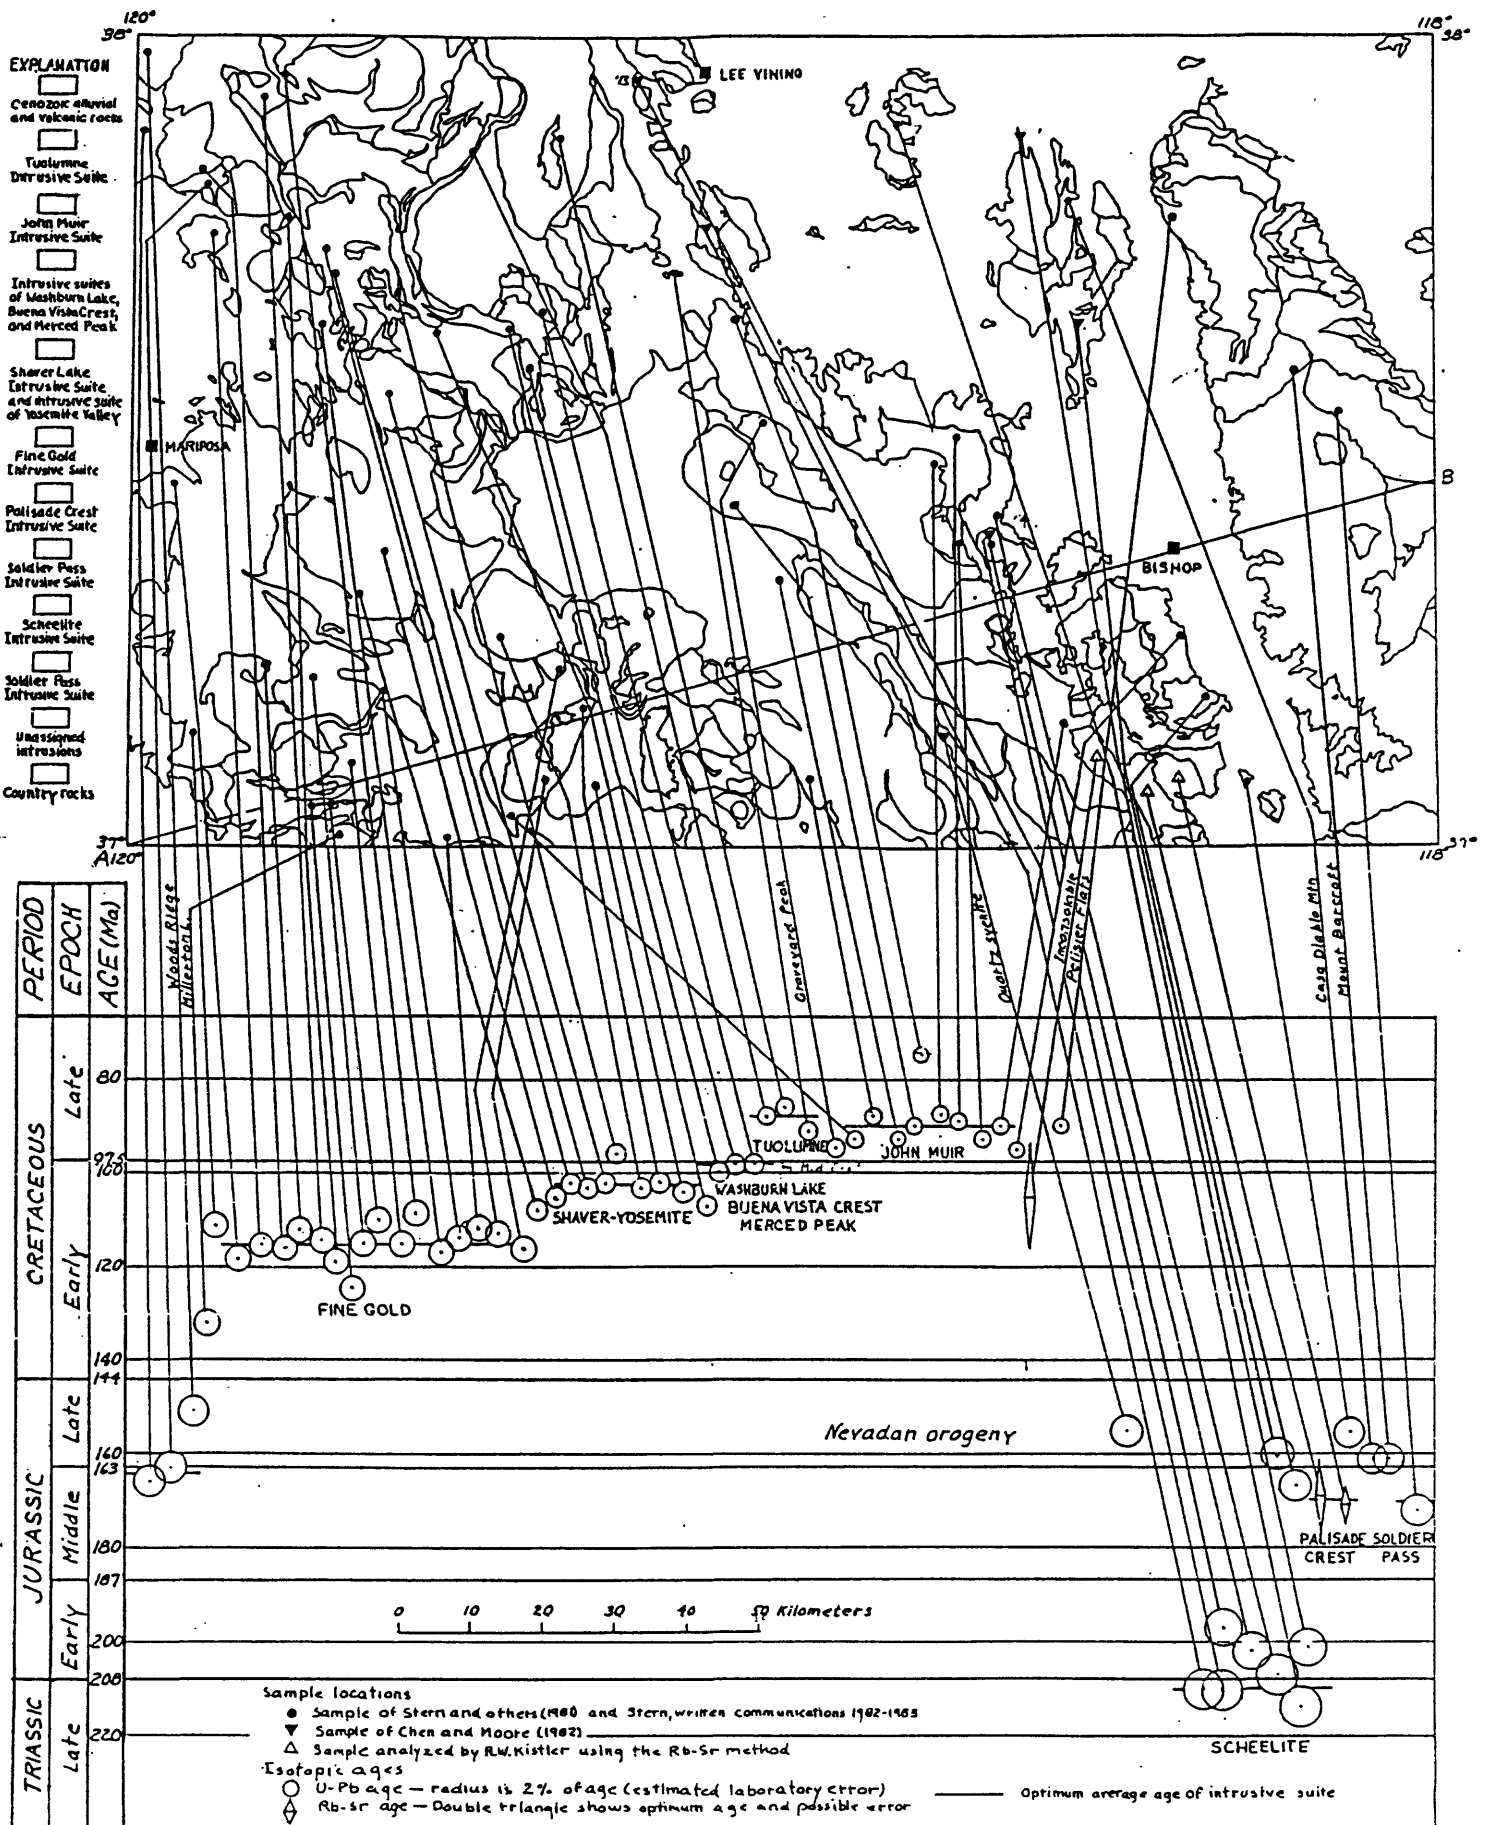 120°
38°
118°
38°
LEE VINING
EXPLANATION
Cenozoic alluvial
and volcanic rocks
Tuolumne
Intrusive Suite
John Muir
Intrusive Suite
Intrusive suites
of Washburn Lake,
Buena Vista Crest,
and Merced Peak
Shaver Lake
Intrusive Suite
and intrusive suite
of Yosemite Valley
MARIPOSA
Fine Gold
Intrusive Suite
B
Palisade Crest
Intrusive Suite
BISHOP
Soldier Pass
Intrusive Suite
Scheelite
Intrusive Suite
Soldier Pass
Intrusive Suite
Unassigned
intrusions
Country rocks
37°
A120°
118°
37°
PERIOD
EPOCH
AGE (Ma)
Woods Ridge
Millerton L.
Graveyard Peak
Quartz syenite
Inconsolable
Pelisier Flats
Casa Diablo Mtn
Mount Barcroft
CRETACEOUS
Late
80
97.5
100
TUOLUMNE
JOHN MUIR
WASHBURN LAKE
SHAVER-YOSEMITE
BUENA VISTA CREST
MERCED PEAK
Early
120
FINE GOLD
140
144
JURASSIC
Late
Nevadan orogeny
160
163
Middle
180
PALISADE
CREST
SOLDIER
PASS
187
Early
0 10 20 30 40 50 Kilometers
200
208
TRIASSIC
Late
220
SCHEELITE
Sample locations
Sample of Stern and others (1981) and Stern, written communications 1982-1983
Sample of Chen and Moore (1982)
Sample analyzed by R.W. Kistler using the Rb-Sr method
Isotopic ages
U-Pb age — radius is 2% of age (estimated laboratory error)
Rb-Sr age — Double triangle shows optimum age and possible error
Optimum average age of intrusive suite